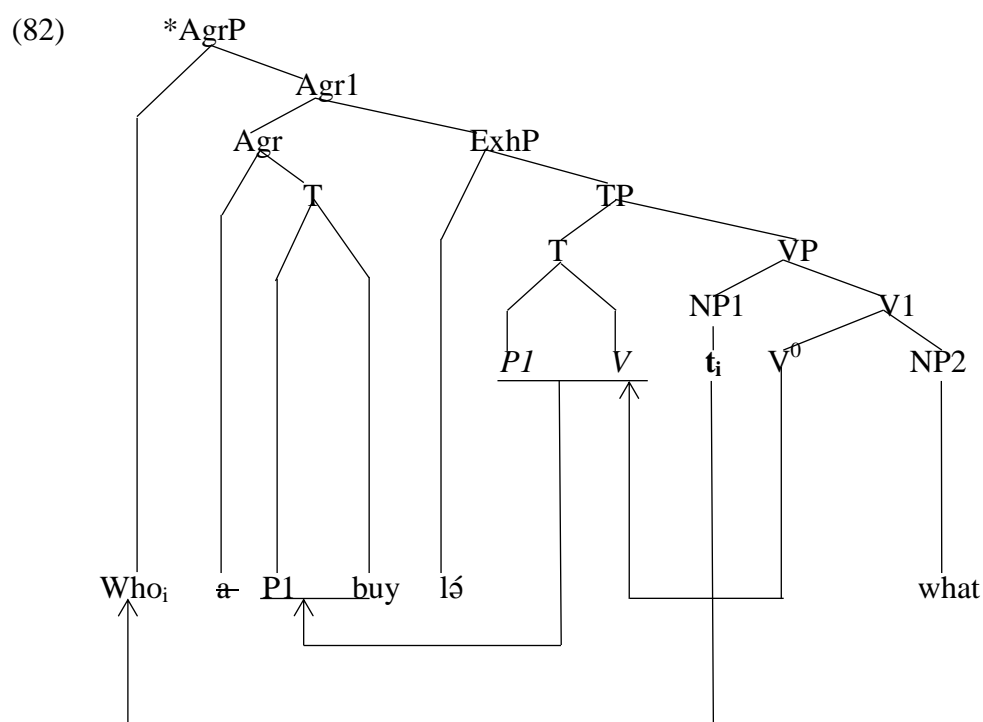 (82) *AgrP
Agr1
Agr ExhP
T TP
T VP
NP1 V1
P1 V tᵢ V⁰ NP2
Whoᵢ a P1 buy lə́ what